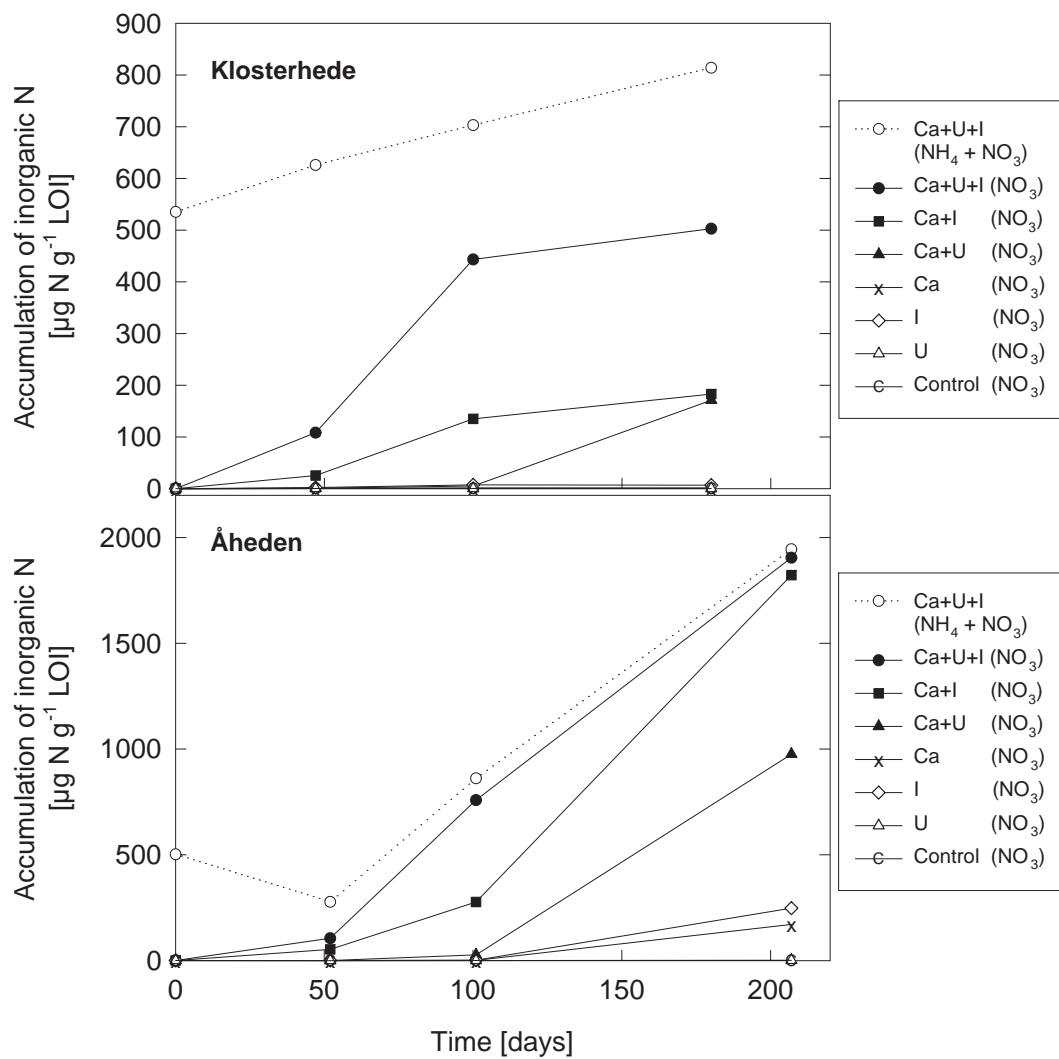 900
800
700
600
500
400
300
200
100
0
Accumulation of inorganic N
[µg N g⁻¹ LOI]
Klosterhede
Ca+U+I
(NH₄ + NO₃)
Ca+U+I (NO₃)
Ca+I (NO₃)
Ca+U (NO₃)
x Ca (NO₃)
I (NO₃)
U (NO₃)
c Control (NO₃)
2000
1500
1000
500
0
Accumulation of inorganic N
[µg N g⁻¹ LOI]
Åheden
Ca+U+I
(NH₄ + NO₃)
Ca+U+I (NO₃)
Ca+I (NO₃)
Ca+U (NO₃)
x Ca (NO₃)
I (NO₃)
U (NO₃)
c Control (NO₃)
0 50 100 150 200
Time [days]